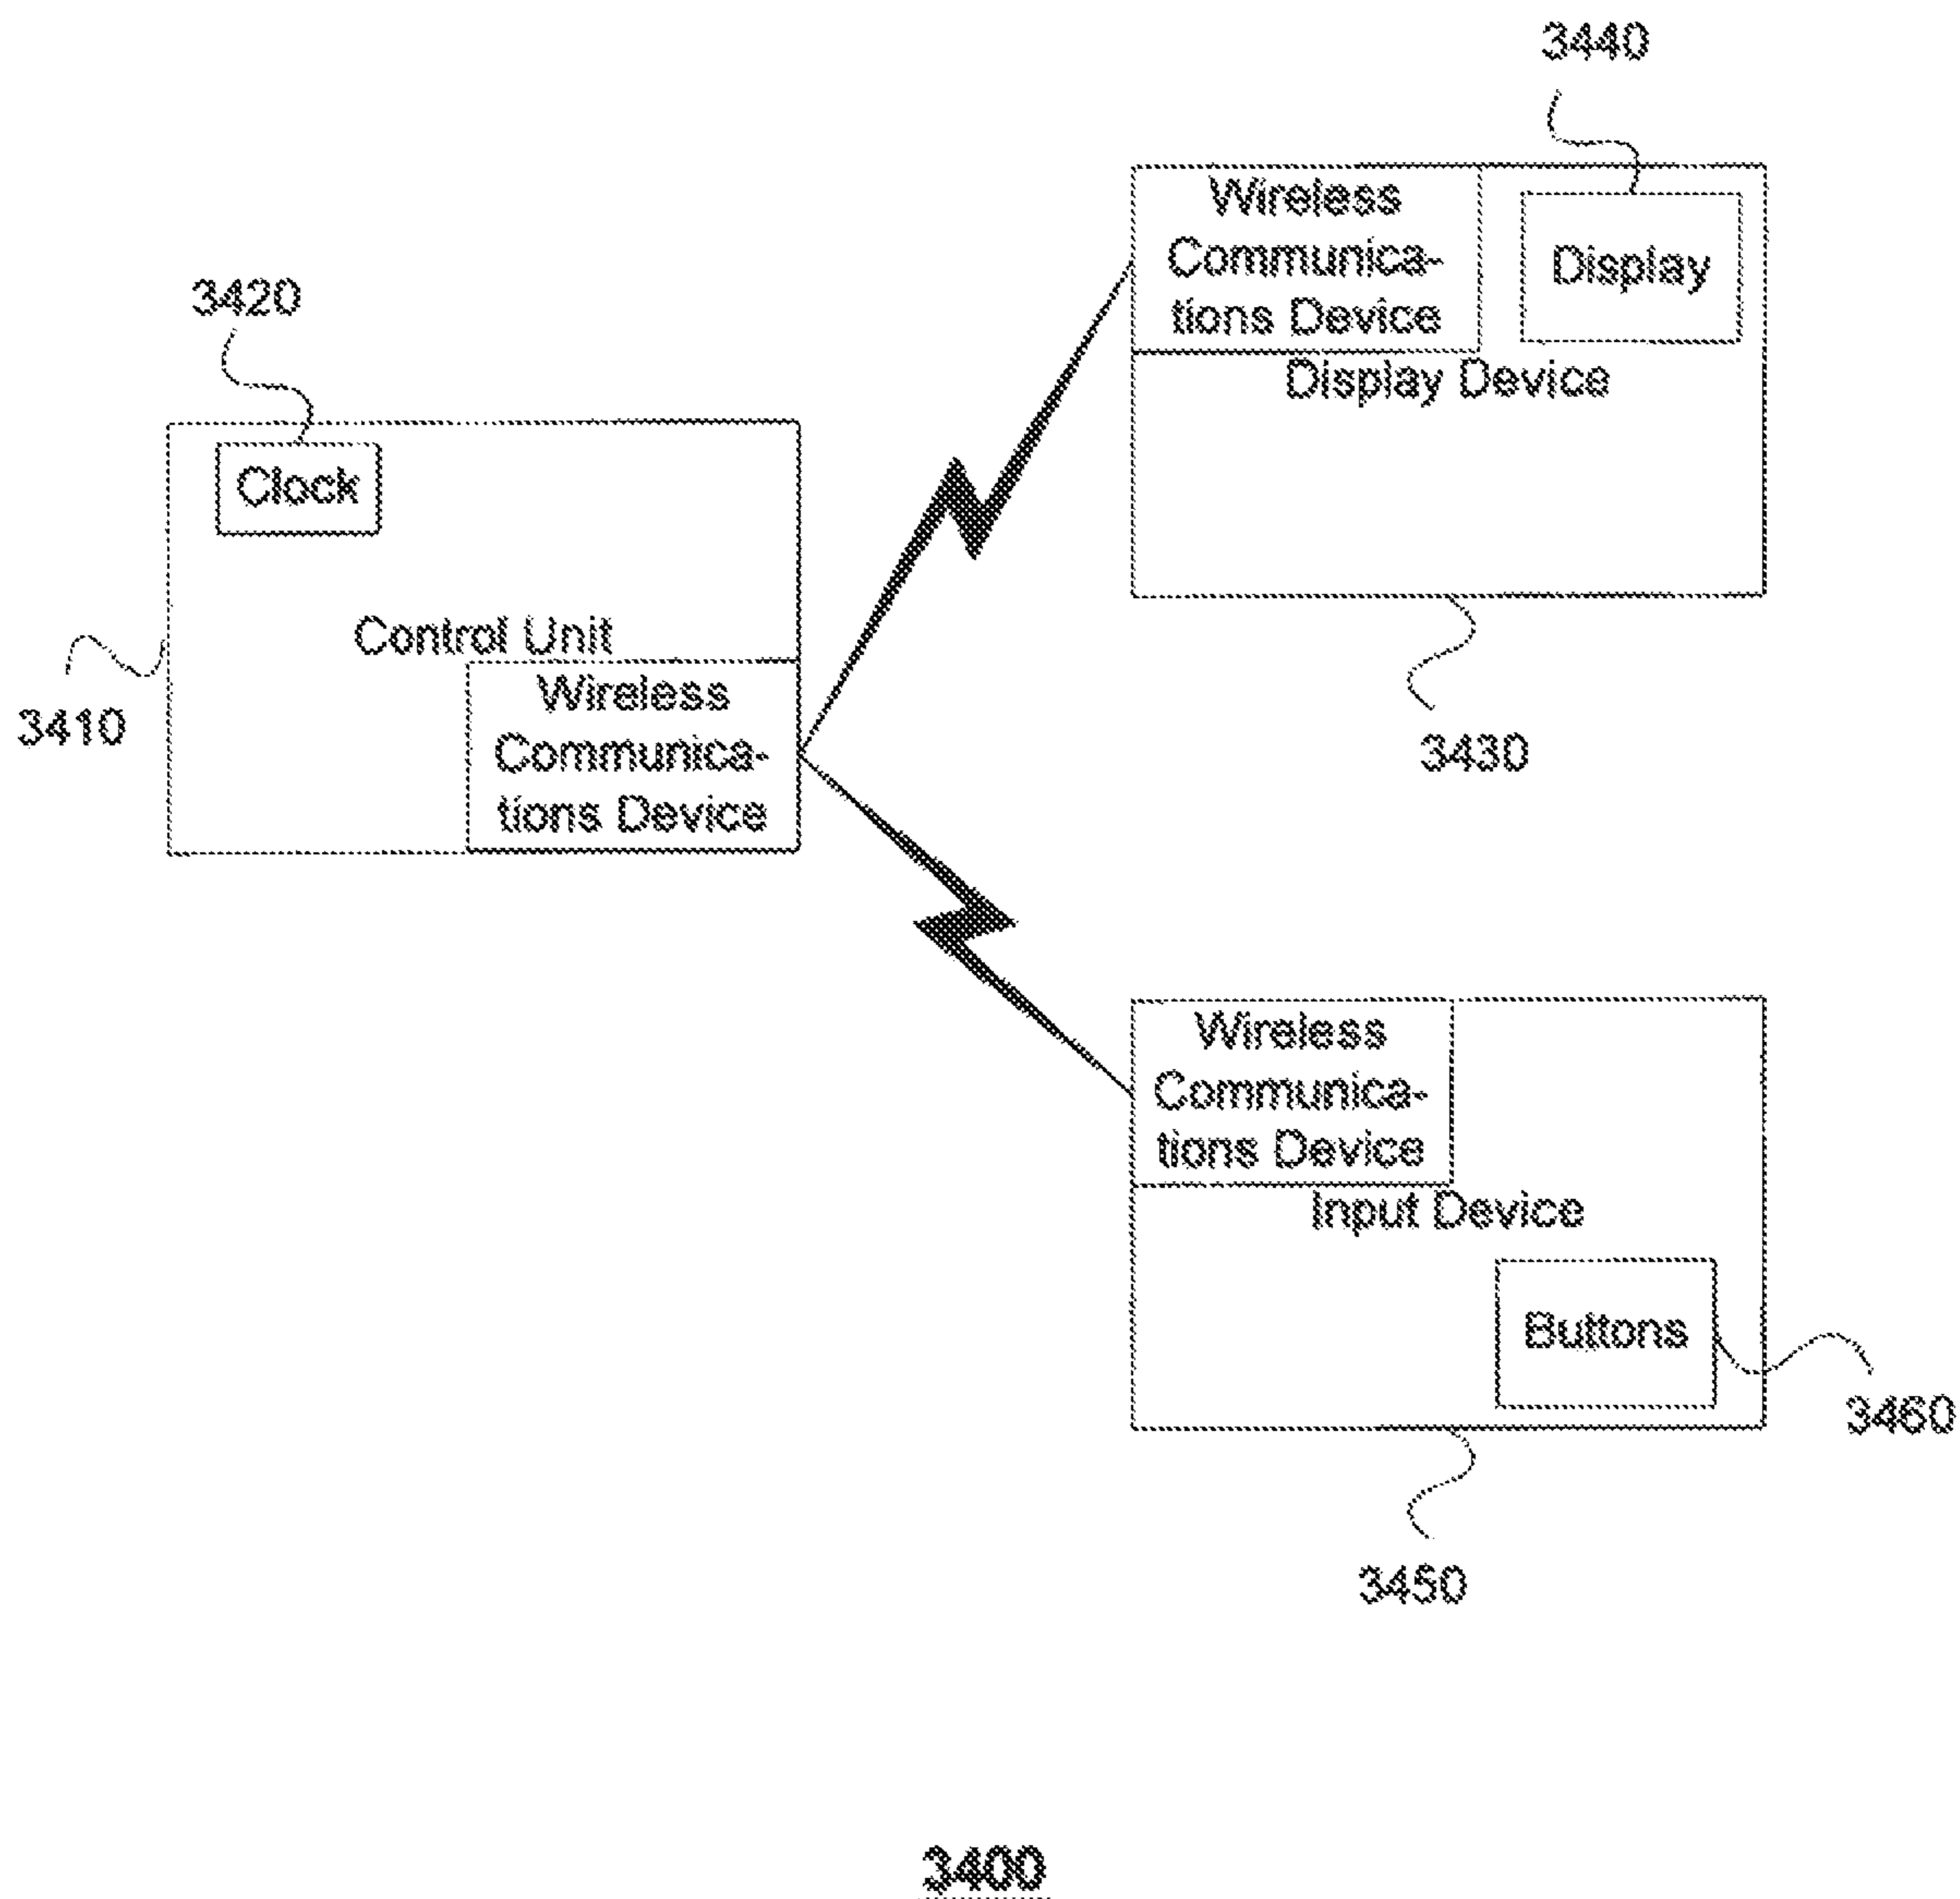 3440
Wireless
Communica-
tions Device
Display
Display Device
3420
Clock
Control Unit
Wireless
Communica-
tions Device
3410
3430
Wireless
Communica-
tions Device
Input Device
Buttons
3460
3450
3400